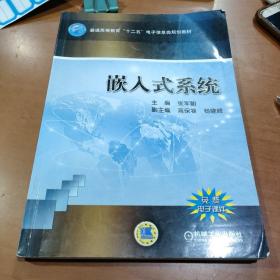 普通高等教育“十二五”电子信息类规划教材
嵌入式系统
主 编 张军朝
副主编 高保禄 杨晓峰
免费
电子课件
机械工业出版社